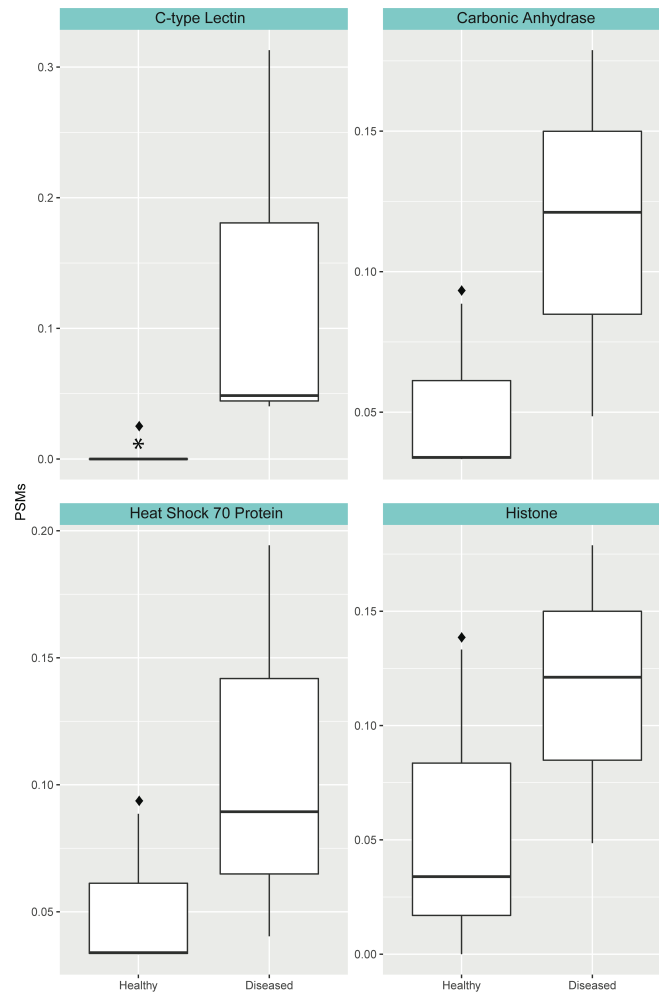 C-type Lectin
Carbonic Anhydrase
0.3
0.2
0.1
0.0
*
0.15
0.10
0.05
PSMs
Heat Shock 70 Protein
Histone
0.20
0.15
0.10
0.05
0.15
0.10
0.05
0.00
Healthy
Diseased
Healthy
Diseased